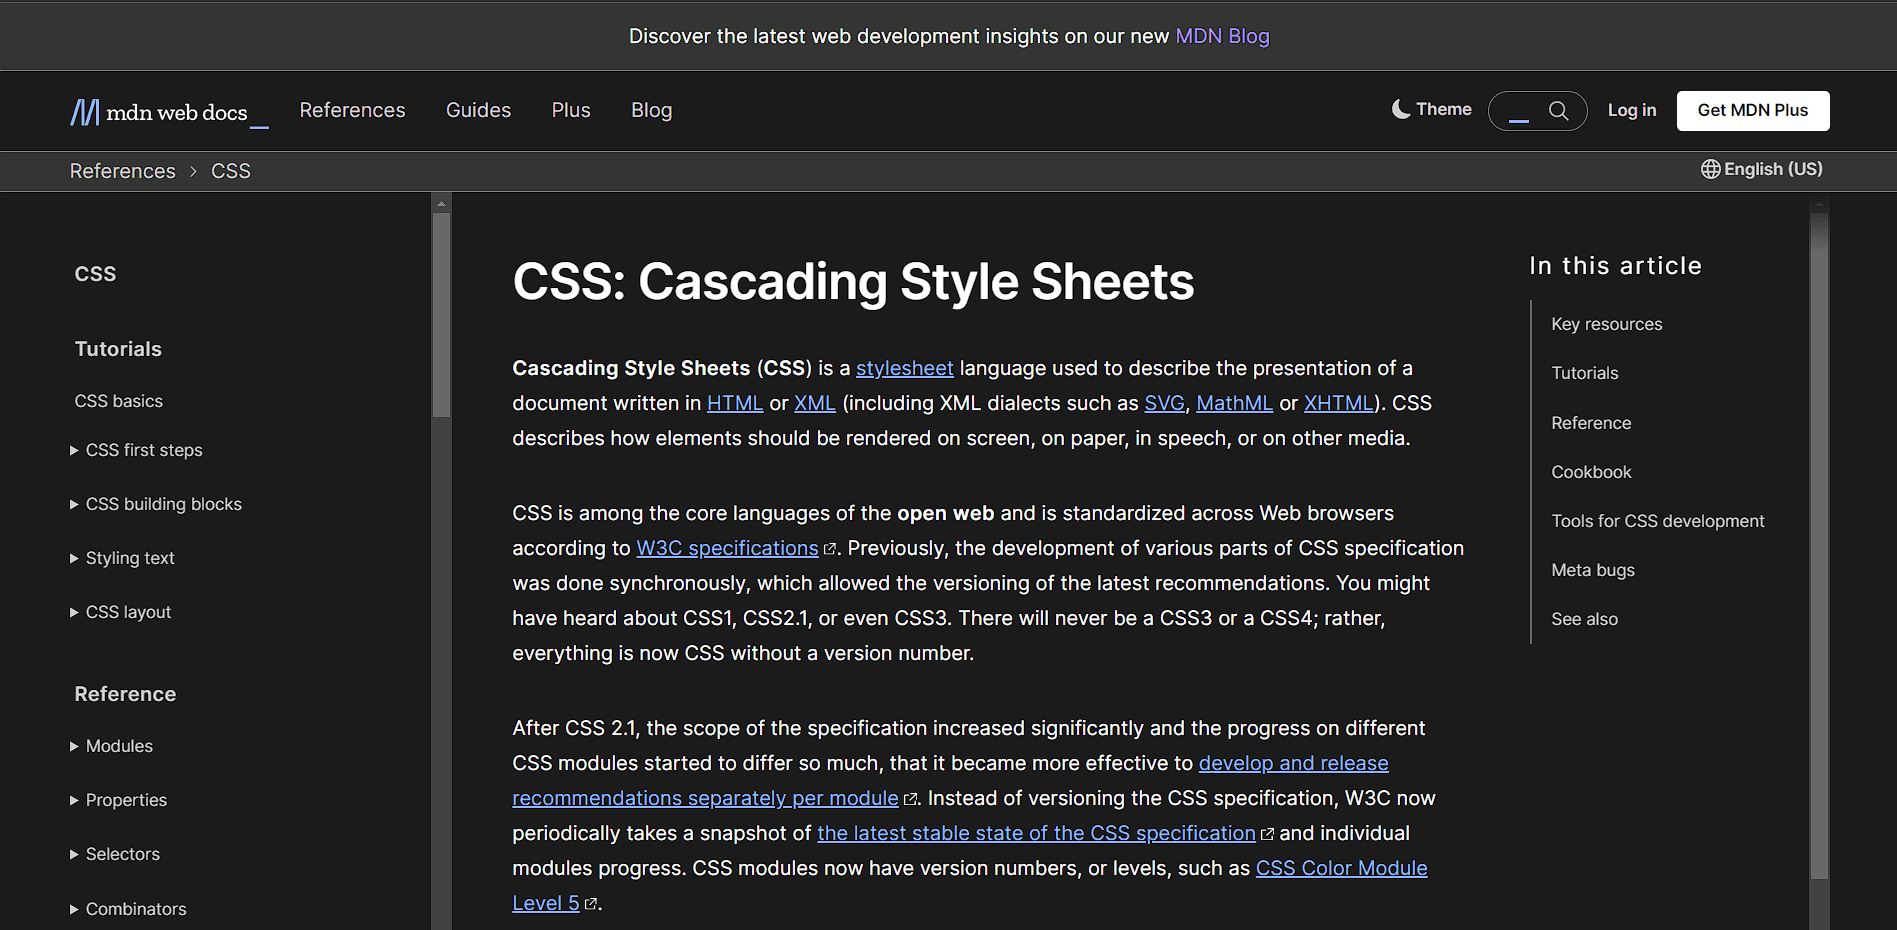 Discover the latest web development insights on our new MDN Blog
mdn web docs_
References Guides Plus Blog
Theme
Log in
Get MDN Plus
References > CSS
English (US)
CSS
Tutorials
CSS basics
CSS first steps
CSS building blocks
Styling text
CSS layout
Reference
Modules
Properties
Selectors
Combinators
CSS: Cascading Style Sheets
Cascading Style Sheets (CSS) is a stylesheet language used to describe the presentation of a
document written in HTML or XML (including XML dialects such as SVG, MathML or XHTML). CSS
describes how elements should be rendered on screen, on paper, in speech, or on other media.
CSS is among the core languages of the open web and is standardized across Web browsers
according to W3C specifications. Previously, the development of various parts of CSS specification
was done synchronously, which allowed the versioning of the latest recommendations. You might
have heard about CSS1, CSS2.1, or even CSS3. There will never be a CSS3 or a CSS4; rather,
everything is now CSS without a version number.
After CSS 2.1, the scope of the specification increased significantly and the progress on different
CSS modules started to differ so much, that it became more effective to develop and release
recommendations separately per module. Instead of versioning the CSS specification, W3C now
periodically takes a snapshot of the latest stable state of the CSS specification and individual
modules progress. CSS modules now have version numbers, or levels, such as CSS Color Module
Level 5.
In this article
Key resources
Tutorials
Reference
Cookbook
Tools for CSS development
Meta bugs
See also